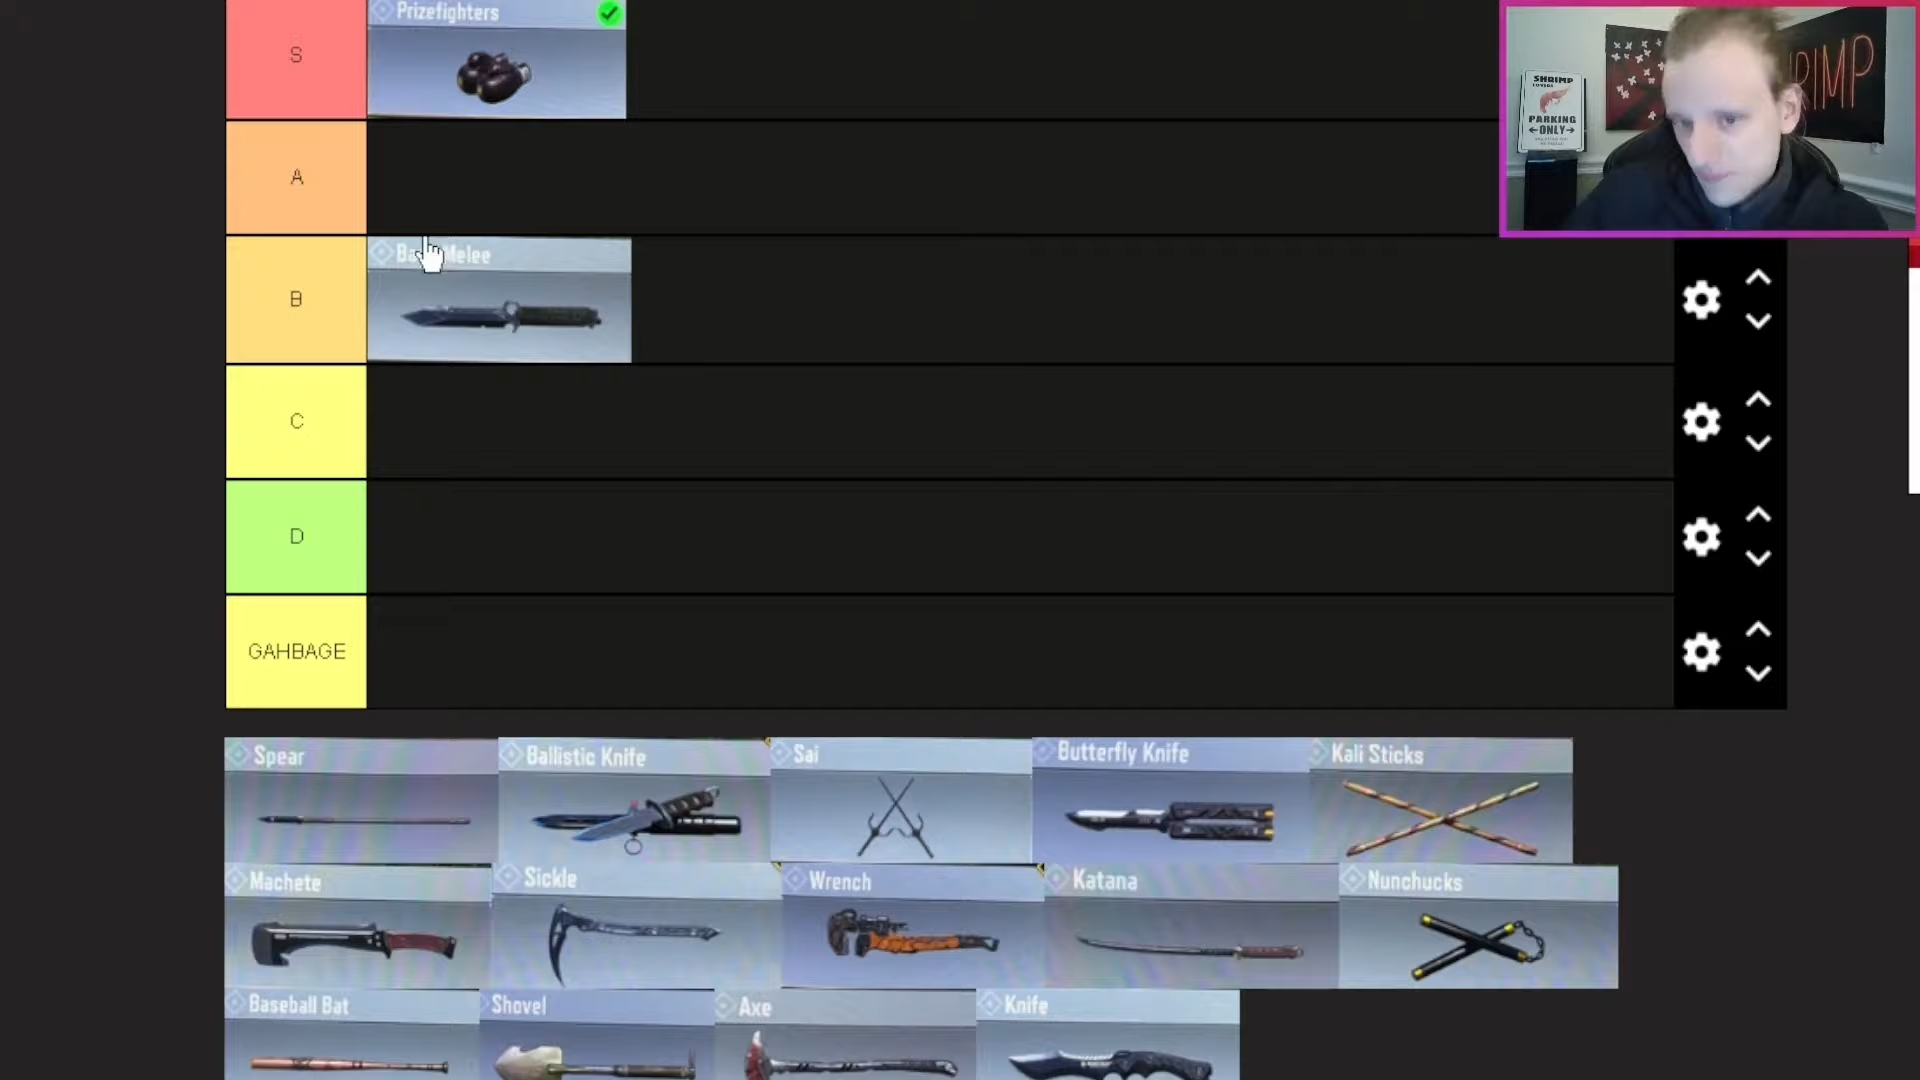 S
Prizefighters
A
B
Melee
C
D
GAHBAGE
Spear
Ballistic Knife
Sai
Butterfly Knife
Kali Sticks
Machete
Sickle
Wrench
Katana
Nunchucks
Baseball Bat
Shovel
Axe
Knife
SHRIMP
LOVERS
PARKING
←ONLY→
RIMP